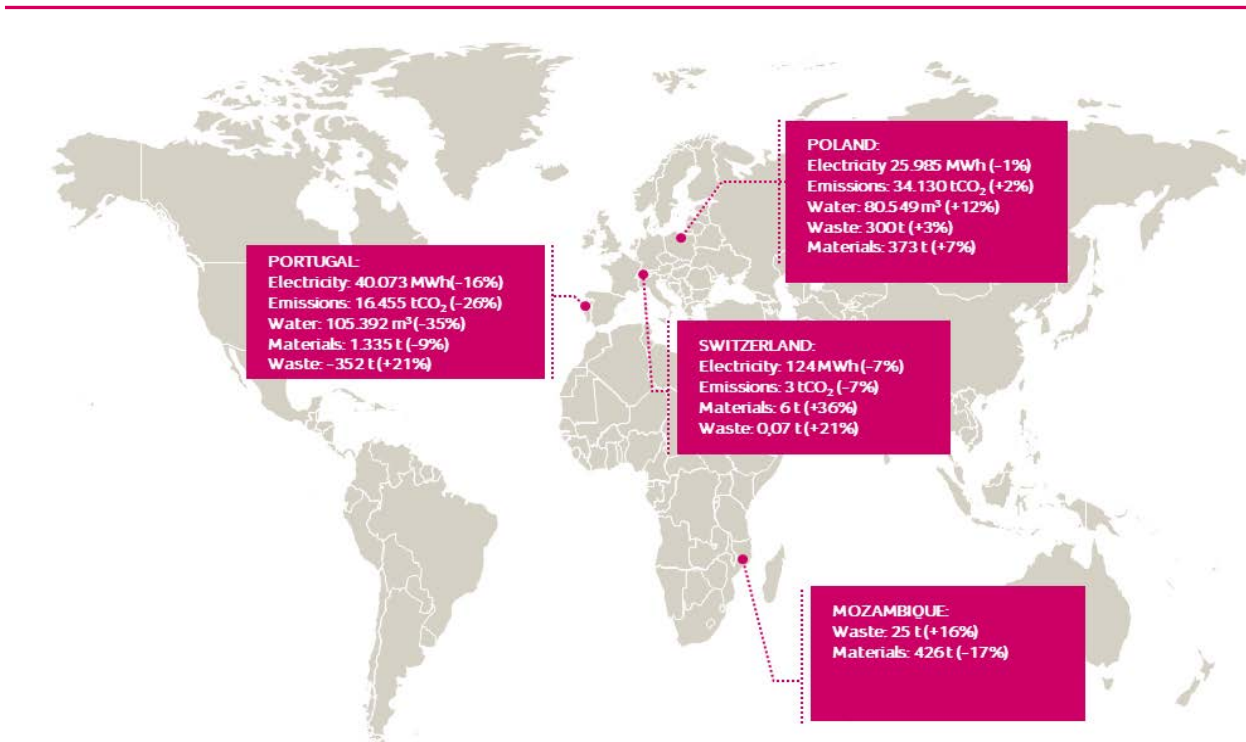 POLAND:
Electricity 25.985 MWh (-1%)
Emissions: 34.130 tCO₂ (+2%)
Water: 80.549 m³ (+12%)
Waste: 300 t (+3%)
Materials: 373 t (+7%)
PORTUGAL:
Electricity: 40.073 MWh(-16%)
Emissions: 16.455 tCO₂ (-26%)
Water: 105.392 m³ (-35%)
Materials: 1.335 t (-9%)
Waste: -352 t (+21%)
SWITZERLAND:
Electricity: 124 MWh (-7%)
Emissions: 3 tCO₂ (-7%)
Materials: 6 t (+36%)
Waste: 0,07 t (+21%)
MOZAMBIQUE:
Waste: 25 t (+16%)
Materials: 426 t (-17%)